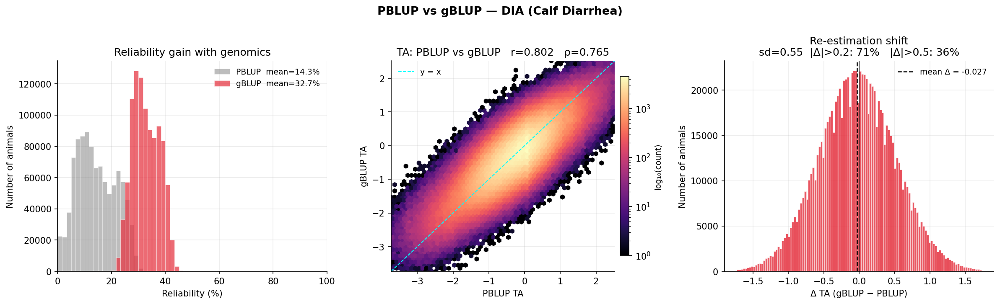 PBLUP vs gBLUP — DIA (Calf Diarrhea)
Reliability gain with genomics
PBLUP  mean=14.3%
gBLUP  mean=32.7%
120000
100000
80000
60000
40000
20000
0
Number of animals
0 20 40 60 80 100
Reliability (%)
TA: PBLUP vs gBLUP   r=0.802   ρ=0.765
y = x
2
1
0
−1
−2
−3
gBLUP TA
−3 −2 −1 0 1 2
PBLUP TA
10³
10²
10¹
10⁰
log₁₀(count)
Re-estimation shift
sd=0.55  |Δ|>0.2: 71%   |Δ|>0.5: 36%
mean Δ = -0.027
20000
15000
10000
5000
0
Number of animals
−1.5 −1.0 −0.5 0.0 0.5 1.0 1.5
Δ TA (gBLUP − PBLUP)